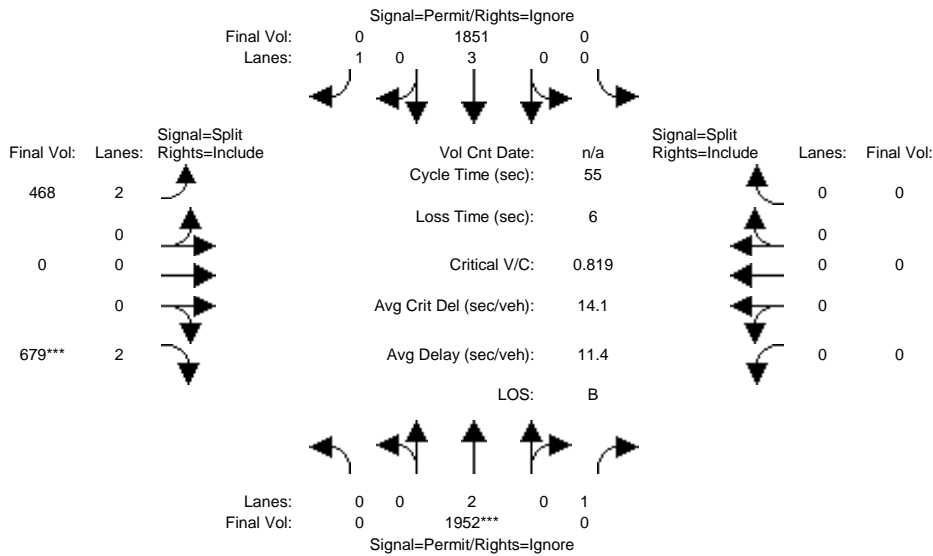 Signal=Permit/Rights=Ignore
Final Vol: 0 1851 0
Lanes: 1 0 3 0 0
Signal=Split Signal=Split
Final Vol: Lanes: Rights=Include Vol Cnt Date: n/a Rights=Include Lanes: Final Vol:
Cycle Time (sec): 55
468 2 0 0
Loss Time (sec): 6
0 0
0 0 Critical V/C: 0.819 0 0
0 Avg Crit Del (sec/veh): 14.1 0
679*** 2 Avg Delay (sec/veh): 11.4 0 0
LOS: B
Lanes: 0 0 2 0 1
Final Vol: 0 1952*** 0
Signal=Permit/Rights=Ignore